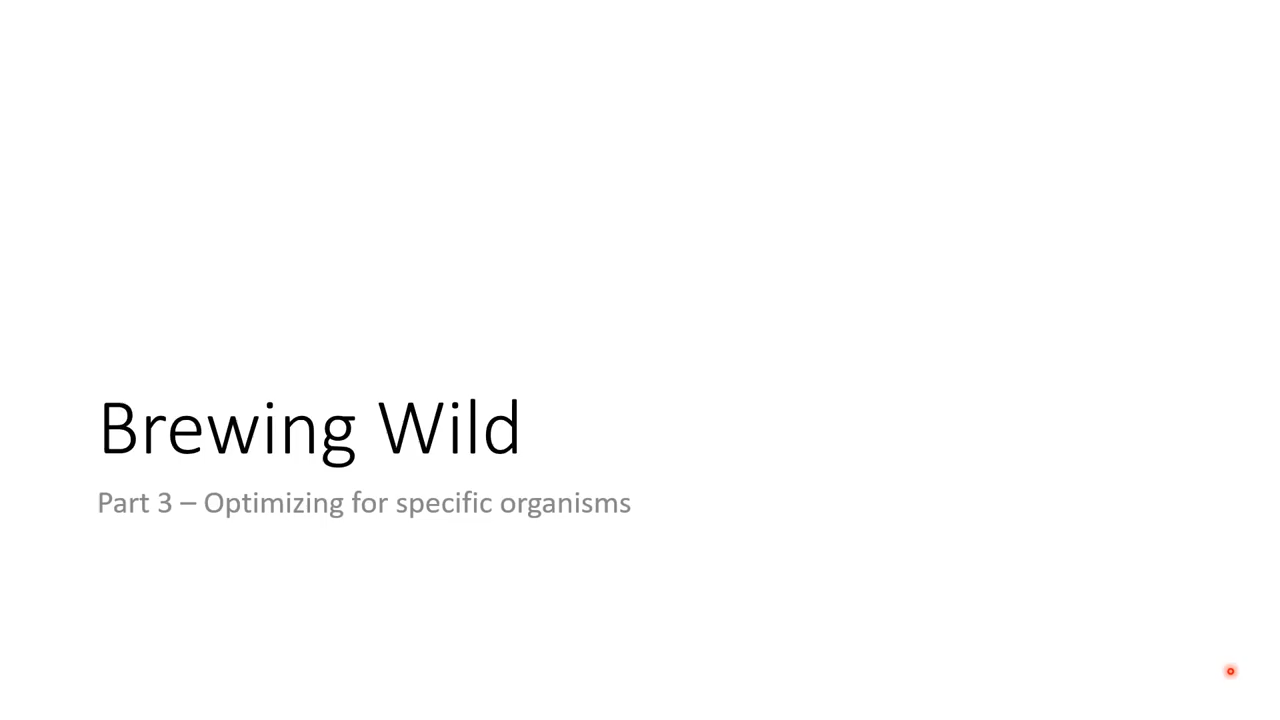 Brewing Wild
Part 3 – Optimizing for specific organisms